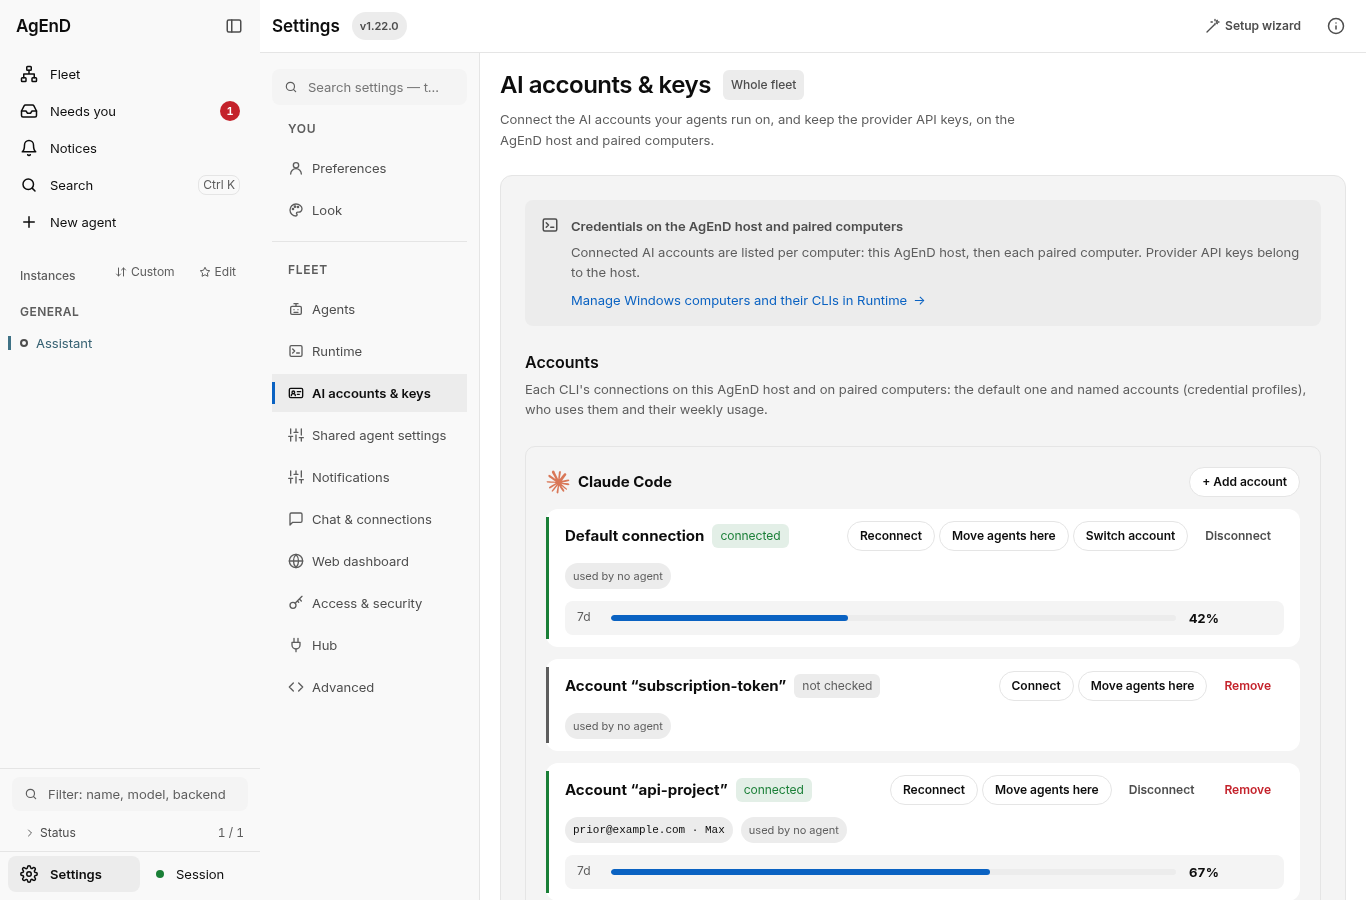 AgEnD
Fleet
Needs you
1
Notices
Search
Ctrl K
New agent
Instances
Custom
Edit
GENERAL
Assistant
Filter: name, model, backend
Status
1 / 1
Settings
Session
Settings
v1.22.0
Setup wizard
Search settings — t...
YOU
Preferences
Look
FLEET
Agents
Runtime
AI accounts & keys
Shared agent settings
Notifications
Chat & connections
Web dashboard
Access & security
Hub
Advanced
AI accounts & keys
Whole fleet
Connect the AI accounts your agents run on, and keep the provider API keys, on the
AgEnD host and paired computers.
Credentials on the AgEnD host and paired computers
Connected AI accounts are listed per computer: this AgEnD host, then each paired computer. Provider API keys belong
to the host.
Manage Windows computers and their CLIs in Runtime →
Accounts
Each CLI's connections on this AgEnD host and on paired computers: the default one and named accounts (credential profiles),
who uses them and their weekly usage.
Claude Code
+ Add account
Default connection
connected
Reconnect
Move agents here
Switch account
Disconnect
used by no agent
7d
42%
Account “subscription-token”
not checked
Connect
Move agents here
Remove
used by no agent
Account “api-project”
connected
Reconnect
Move agents here
Disconnect
Remove
prior@example.com · Max
used by no agent
7d
67%